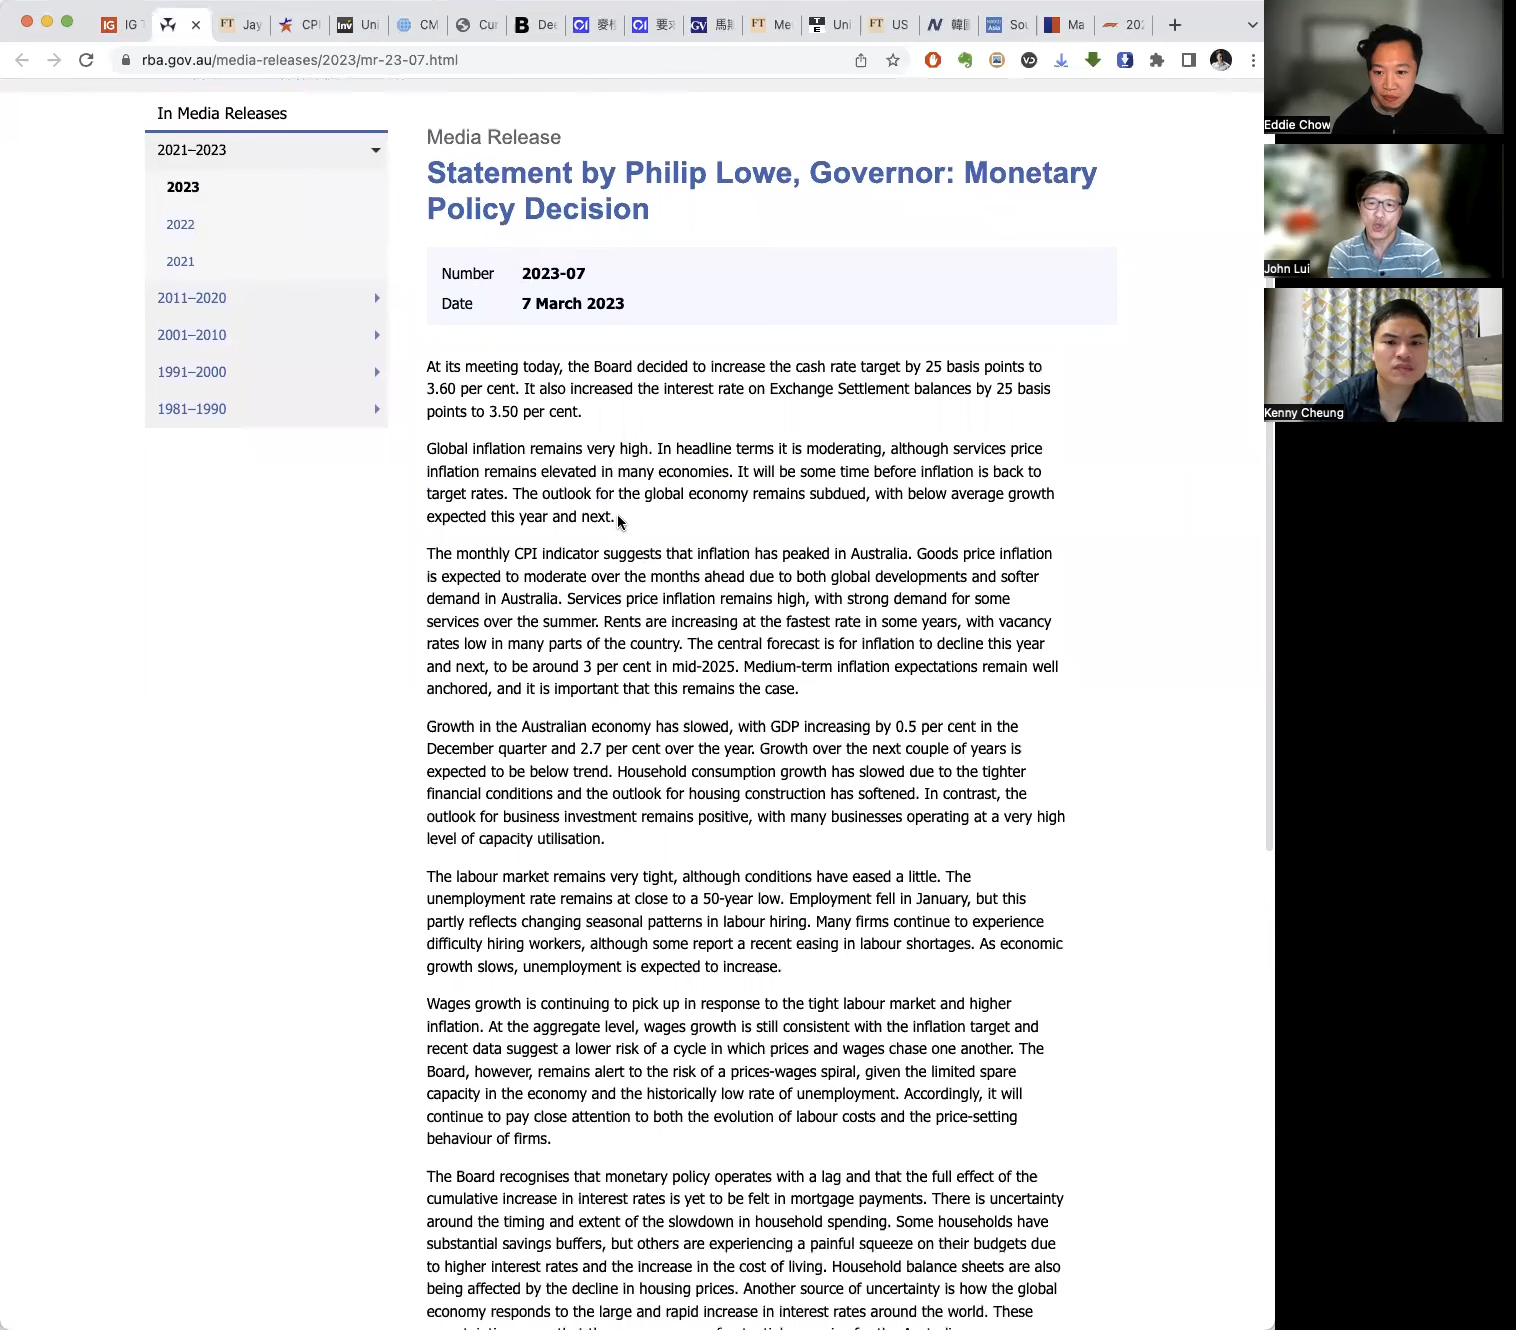 IG
Jay
CPI
Inv
Uni
CM
Cur
B
Dee
GV
FT
Uni
FT
US
Sou
Ma
202
rba.gov.au/media-releases/2023/mr-23-07.html
In Media Releases
2021–2023
2023
2022
2021
2011–2020
2001–2010
1991–2000
1981–1990
Media Release
Statement by Philip Lowe, Governor: Monetary
Policy Decision
Number 2023-07
Date 7 March 2023
At its meeting today, the Board decided to increase the cash rate target by 25 basis points to
3.60 per cent. It also increased the interest rate on Exchange Settlement balances by 25 basis
points to 3.50 per cent.
Global inflation remains very high. In headline terms it is moderating, although services price
inflation remains elevated in many economies. It will be some time before inflation is back to
target rates. The outlook for the global economy remains subdued, with below average growth
expected this year and next.
The monthly CPI indicator suggests that inflation has peaked in Australia. Goods price inflation
is expected to moderate over the months ahead due to both global developments and softer
demand in Australia. Services price inflation remains high, with strong demand for some
services over the summer. Rents are increasing at the fastest rate in some years, with vacancy
rates low in many parts of the country. The central forecast is for inflation to decline this year
and next, to be around 3 per cent in mid-2025. Medium-term inflation expectations remain well
anchored, and it is important that this remains the case.
Growth in the Australian economy has slowed, with GDP increasing by 0.5 per cent in the
December quarter and 2.7 per cent over the year. Growth over the next couple of years is
expected to be below trend. Household consumption growth has slowed due to the tighter
financial conditions and the outlook for housing construction has softened. In contrast, the
outlook for business investment remains positive, with many businesses operating at a very high
level of capacity utilisation.
The labour market remains very tight, although conditions have eased a little. The
unemployment rate remains at close to a 50-year low. Employment fell in January, but this
partly reflects changing seasonal patterns in labour hiring. Many firms continue to experience
difficulty hiring workers, although some report a recent easing in labour shortages. As economic
growth slows, unemployment is expected to increase.
Wages growth is continuing to pick up in response to the tight labour market and higher
inflation. At the aggregate level, wages growth is still consistent with the inflation target and
recent data suggest a lower risk of a cycle in which prices and wages chase one another. The
Board, however, remains alert to the risk of a prices-wages spiral, given the limited spare
capacity in the economy and the historically low rate of unemployment. Accordingly, it will
continue to pay close attention to both the evolution of labour costs and the price-setting
behaviour of firms.
The Board recognises that monetary policy operates with a lag and that the full effect of the
cumulative increase in interest rates is yet to be felt in mortgage payments. There is uncertainty
around the timing and extent of the slowdown in household spending. Some households have
substantial savings buffers, but others are experiencing a painful squeeze on their budgets due
to higher interest rates and the increase in the cost of living. Household balance sheets are also
being affected by the decline in housing prices. Another source of uncertainty is how the global
economy responds to the large and rapid increase in interest rates around the world. These
Eddie Chow
John Lui
Kenny Cheung